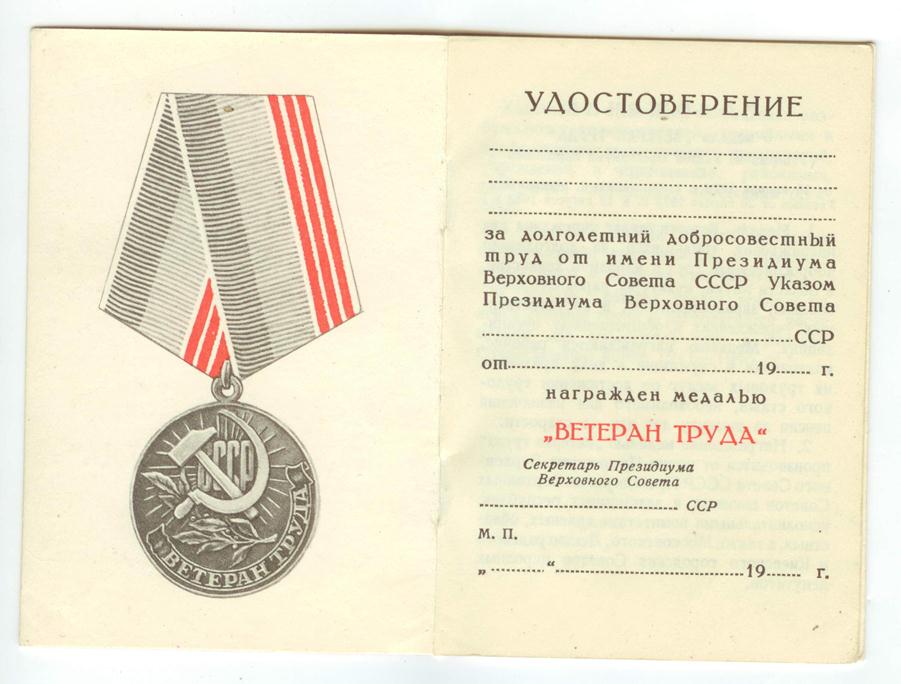 СССР
ВЕТЕРАН ТРУДА
УДОСТОВЕРЕНИЕ
за долголетний добросовестный
труд от имени Президиума
Верховного Совета СССР Указом
Президиума Верховного Совета
ССР
от 19 г.
награжден медалью
„ВЕТЕРАН ТРУДА“
Секретарь Президиума
Верховного Совета
ССР
М. П.
„ “ 19 г.